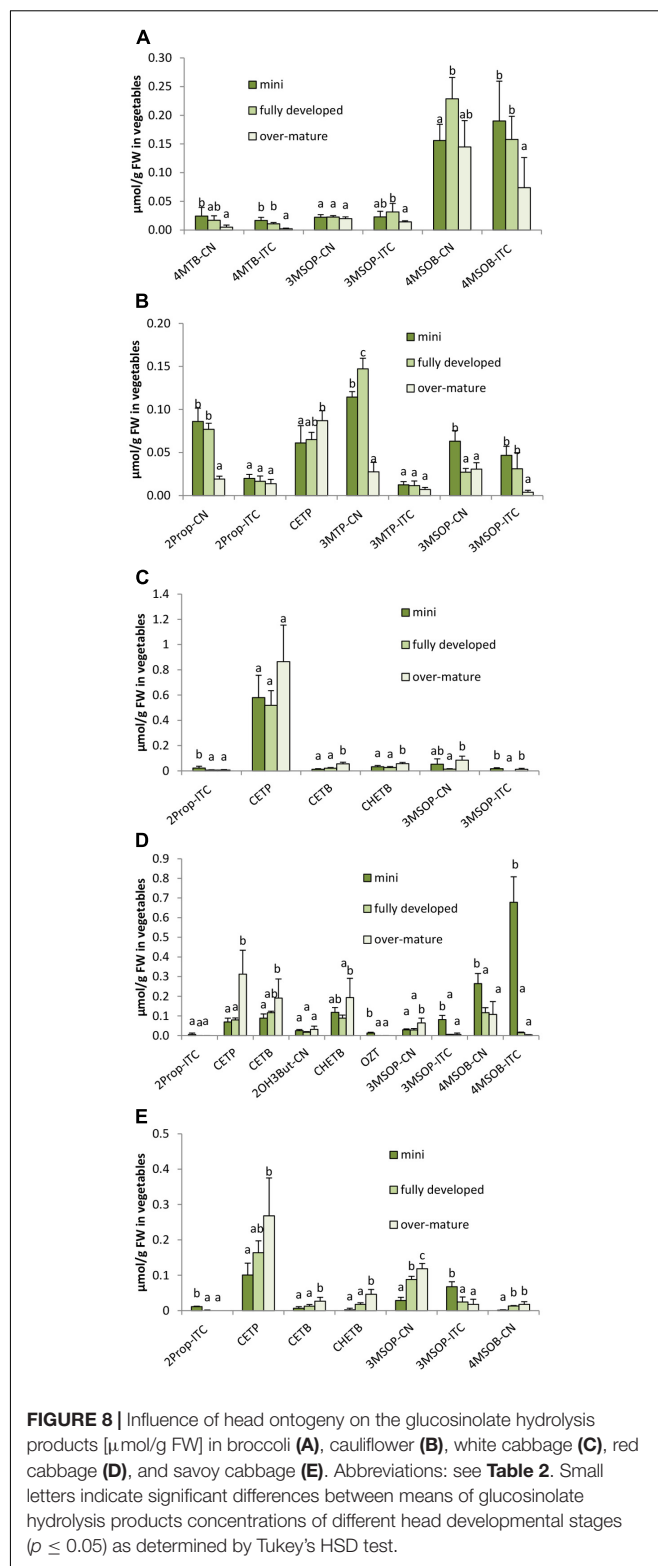 A
µmol/g FW in vegetables
0.30
0.25
0.20
0.15
0.10
0.05
0.00
mini
fully developed
over-mature
b a b b a a a a ab b a b ab b b a
b a
4MTB-CN 4MTB-ITC 3MSOP-CN 3MSOP-ITC 4MSOB-CN 4MSOB-ITC
B
µmol/g FW in vegetables
0.20
0.15
0.10
0.05
0.00
mini
fully developed
over-mature
b b a a a a a ab b b c a a a a b a a b b a
2Prop-CN 2Prop-ITC CETP 3MTP-CN 3MTP-ITC 3MSOP-CN 3MSOP-ITC
C
µmol/g FW in vegetables
1.4
1.2
1
0.8
0.6
0.4
0.2
0
mini
fully developed
over-mature
b a a a a a a a b a a b ab a b b a b
2Prop-ITC CETP CETB CHETB 3MSOP-CN 3MSOP-ITC
D
µmol/g FW in vegetables
0.9
0.8
0.7
0.6
0.5
0.4
0.3
0.2
0.1
0
mini
fully developed
over-mature
a a a a a b a ab b a a a ab a b b a a a a b b a a b a a b a a
2Prop-ITC CETP CETB 2OH3But-CN CHETB OZT 3MSOP-CN 3MSOP-ITC 4MSOB-CN 4MSOB-ITC
E
µmol/g FW in vegetables
0.5
0.4
0.3
0.2
0.1
0
mini
fully developed
over-mature
b a a a ab b a a b a a b a b c b a a a b b
2Prop-ITC CETP CETB CHETB 3MSOP-CN 3MSOP-ITC 4MSOB-CN
FIGURE 8 | Influence of head ontogeny on the glucosinolate hydrolysis
products [µmol/g FW] in broccoli (A), cauliflower (B), white cabbage (C), red
cabbage (D), and savoy cabbage (E). Abbreviations: see Table 2. Small
letters indicate significant differences between means of glucosinolate
hydrolysis products concentrations of different head developmental stages
(p ≤ 0.05) as determined by Tukey’s HSD test.